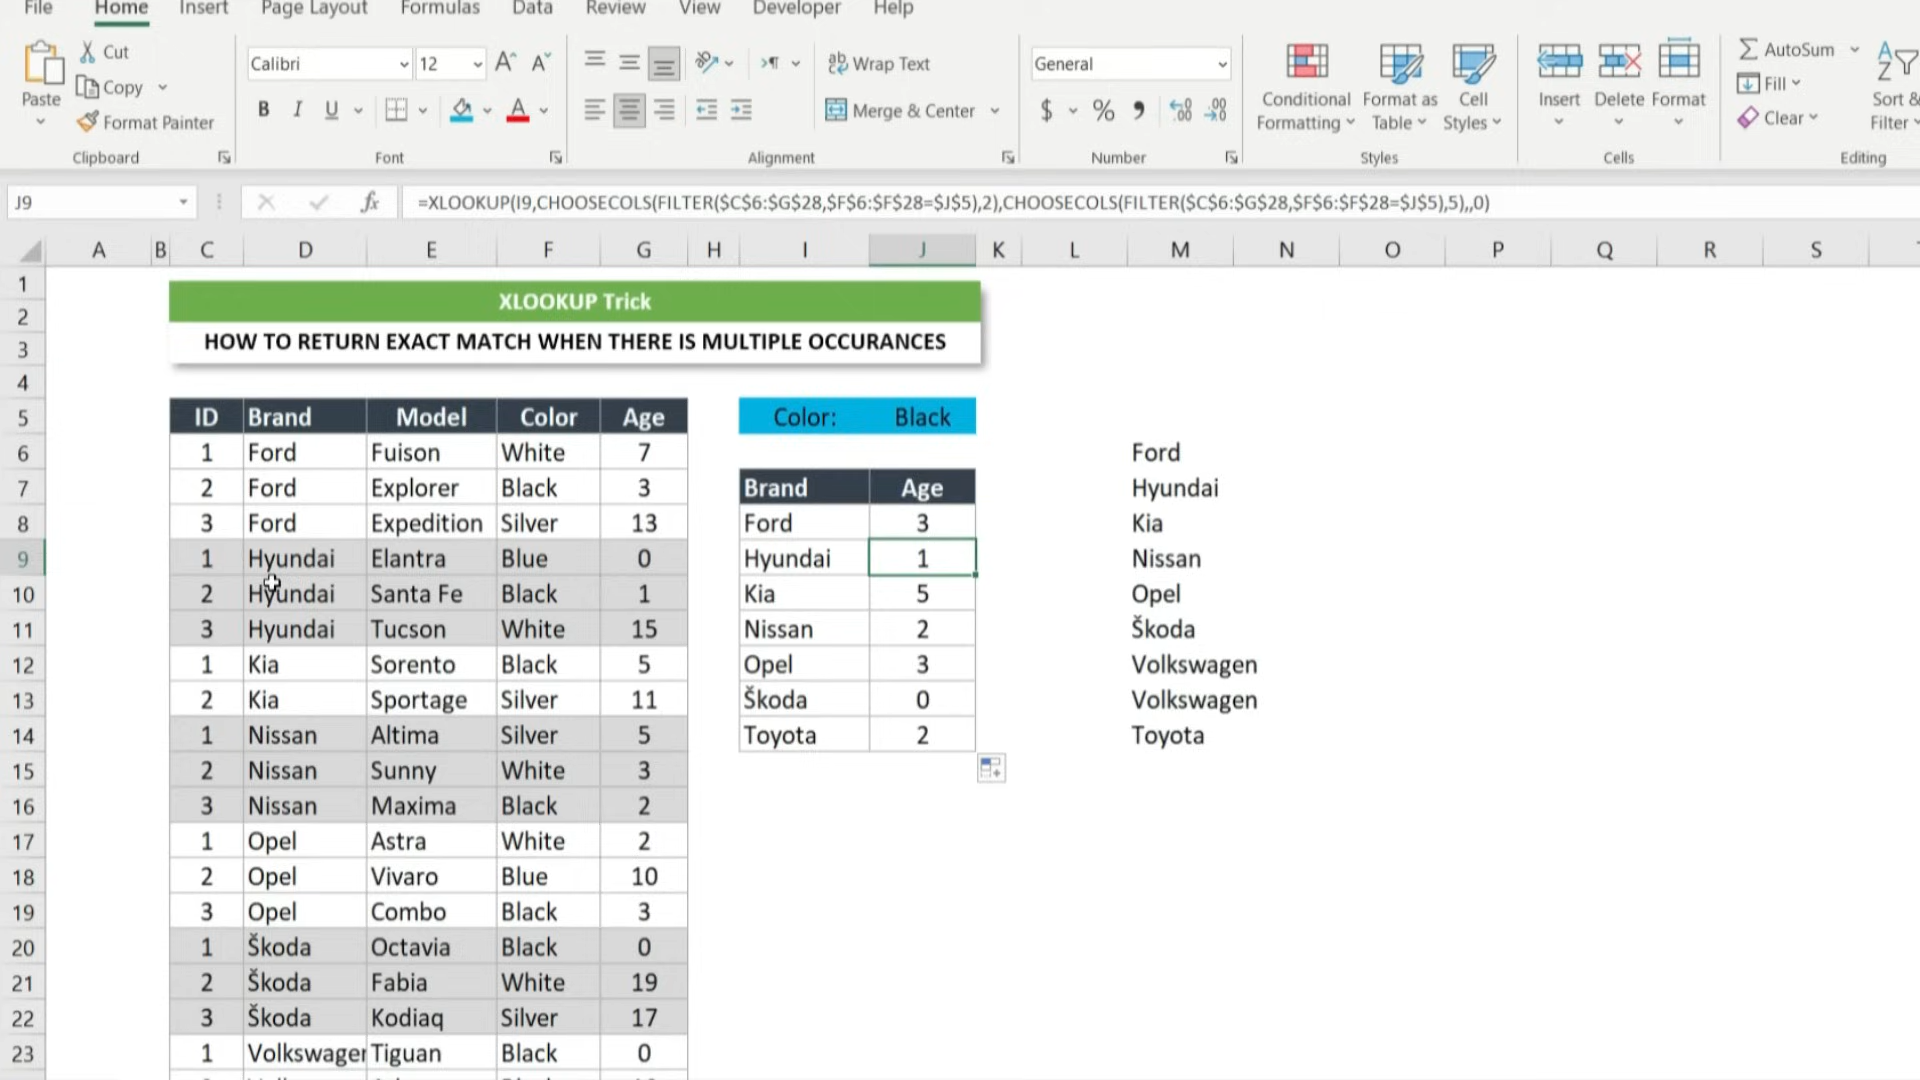 File Home Insert Page Layout Formulas Data Review View Developer Help
Paste Cut Copy Format Painter Clipboard
Calibri 12 B I U Font
Wrap Text Merge & Center Alignment
General $ % Number
Conditional Formatting Format as Table Cell Styles Styles
Insert Delete Format Cells
AutoSum Fill Clear Sort & Filter Editing
J9 fx =XLOOKUP(I9,CHOOSECOLS(FILTER($C$6:$G$28,$F$6:$F$28=$J$5),2),CHOOSECOLS(FILTER($C$6:$G$28,$F$6:$F$28=$J$5),5),,0)
A B C D E F G H I J K L M N O P Q R S
1 XLOOKUP Trick
2
3 HOW TO RETURN EXACT MATCH WHEN THERE IS MULTIPLE OCCURANCES
4
5 ID Brand Model Color Age Color: Black
6 1 Ford Fuison White 7 Ford
7 2 Ford Explorer Black 3 Brand Age Hyundai
8 3 Ford Expedition Silver 13 Ford 3 Kia
9 1 Hyundai Elantra Blue 0 Hyundai 1 Nissan
10 2 Hyundai Santa Fe Black 1 Kia 5 Opel
11 3 Hyundai Tucson White 15 Nissan 2 Škoda
12 1 Kia Sorento Black 5 Opel 3 Volkswagen
13 2 Kia Sportage Silver 11 Škoda 0 Volkswagen
14 1 Nissan Altima Silver 5 Toyota 2 Toyota
15 2 Nissan Sunny White 3
16 3 Nissan Maxima Black 2
17 1 Opel Astra White 2
18 2 Opel Vivaro Blue 10
19 3 Opel Combo Black 3
20 1 Škoda Octavia Black 0
21 2 Škoda Fabia White 19
22 3 Škoda Kodiaq Silver 17
23 1 Volkswagen Tiguan Black 0